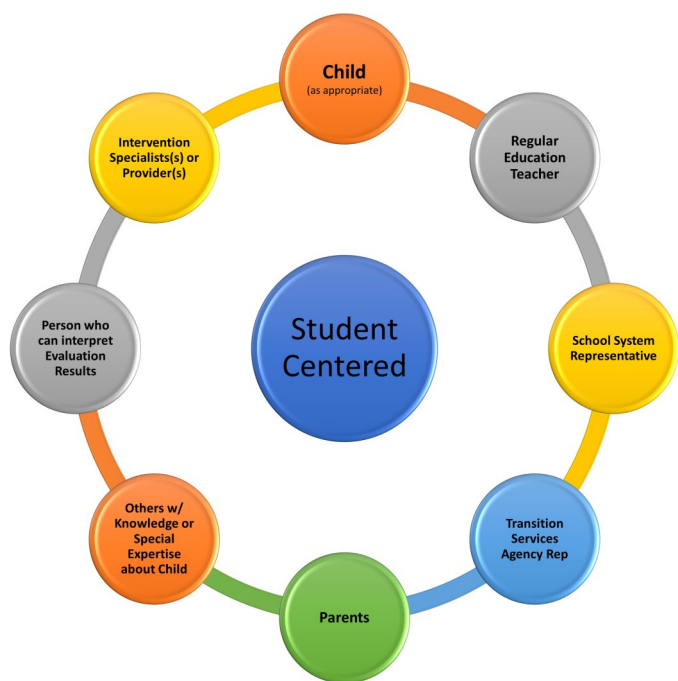 Child
(as appropriate)
Regular
Education
Teacher
School System
Representative
Transition
Services
Agency Rep
Parents
Others w/
Knowledge or
Special
Expertise
about Child
Person who
can interpret
Evaluation
Results
Intervention
Specialists(s) or
Provider(s)
Student
Centered